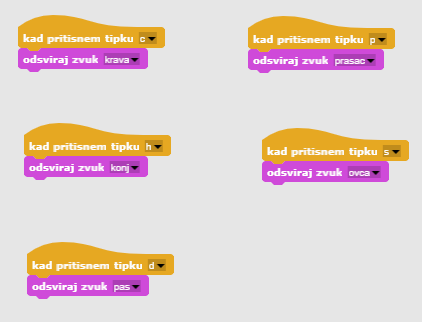 kad pritisnem tipku c
odsviraj zvuk krava
kad pritisnem tipku p
odsviraj zvuk prasac
kad pritisnem tipku h
odsviraj zvuk konj
kad pritisnem tipku s
odsviraj zvuk ovca
kad pritisnem tipku d
odsviraj zvuk pas